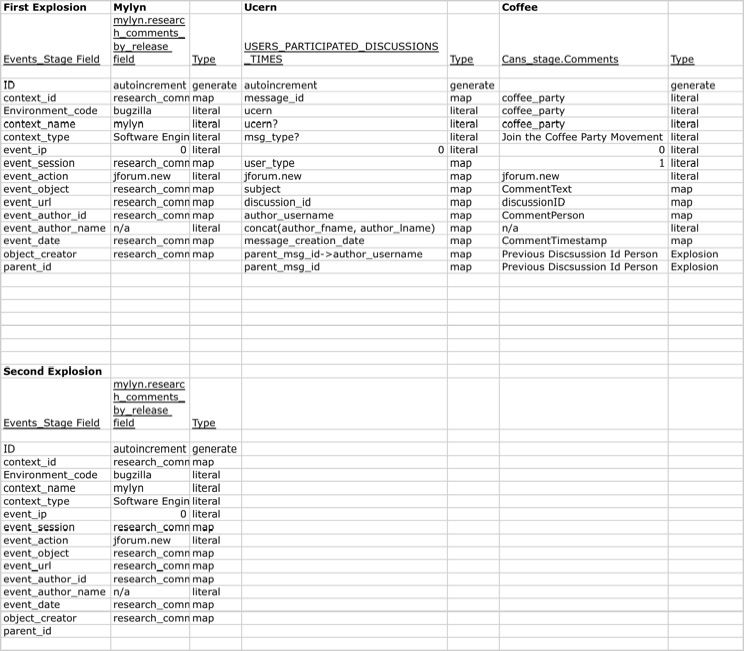 First Explosion Mylyn Ucern Coffee
mylyn.researc
h_comments_
by_release_ USERS_PARTICIPATED_DISCUSSIONS
Events_Stage Field field Type _TIMES Type Cans_stage.Comments Type
ID autoincrement generate autoincrement generate generate
context_id research_comm map message_id map coffee_party literal
Environment_code bugzilla literal ucern literal coffee_party literal
context_name mylyn literal ucern? literal coffee_party literal
context_type Software Engin literal msg_type? literal Join the Coffee Party Movement literal
event_ip 0 literal 0 literal 0 literal
event_session research_comm map user_type map 1 literal
event_action jforum.new literal jforum.new map jforum.new literal
event_object research_comm map subject map CommentText map
event_url research_comm map discussion_id map discussionID map
event_author_id research_comm map author_username map CommentPerson map
event_author_name n/a literal concat(author_fname, author_lname) map n/a literal
event_date research_comm map message_creation_date map CommentTimestamp map
object_creator research_comm map parent_msg_id->author_username map Previous Discsussion Id Person Explosion
parent_id parent_msg_id map Previous Discsussion Id Person Explosion
Second Explosion
mylyn.researc
h_comments_
by_release_
Events_Stage Field field Type
ID autoincrement generate
context_id research_comm map
Environment_code bugzilla literal
context_name mylyn literal
context_type Software Engin literal
event_ip 0 literal
event_session research_comm map
event_action jforum.new literal
event_object research_comm map
event_url research_comm map
event_author_id research_comm map
event_author_name n/a literal
event_date research_comm map
object_creator research_comm map
parent_id